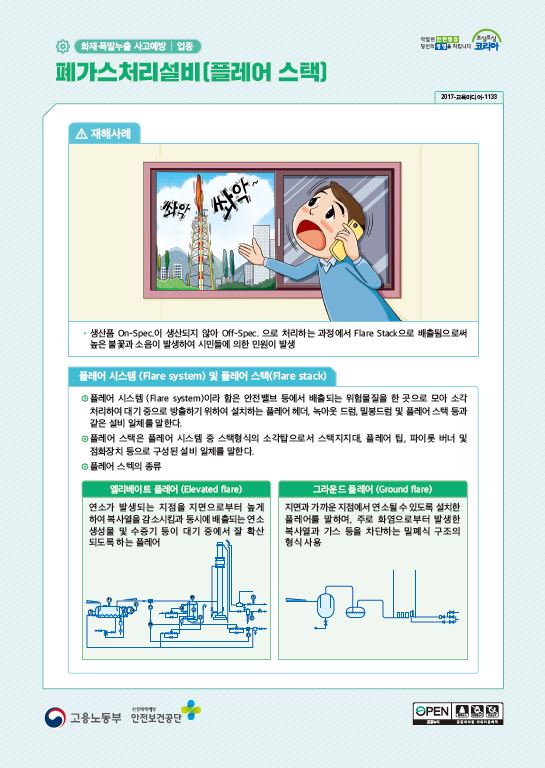 화재·폭발누출 사고예방 | 업종
작업전 안전점검
당신의 생명을 지킵니다
조심조심
코리아
폐가스처리설비(플레어 스택)
2017-교육미디어-1133
재해사례
쏴악
쏴악~
· 생산품 On-Spec.이 생산되지 않아 Off-Spec. 으로 처리하는 과정에서 Flare Stack으로 배출됨으로써
높은 불꽃과 소음이 발생하여 시민들에 의한 민원이 발생
플레어 시스템 (Flare system) 및 플레어 스택(Flare stack)
플레어 시스템 (Flare system)이라 함은 안전밸브 등에서 배출되는 위험물질을 한 곳으로 모아 소각
처리하여 대기 중으로 방출하기 위하여 설치하는 플레어 헤더, 녹아웃 드럼, 밀봉드럼 및 플레어 스택 등과
같은 설비 일체를 말한다.
플레어 스택은 플레어 시스템 중 스택형식의 소각탑으로서 스택지지대, 플레어 팁, 파이롯 버너 및
점화장치 등으로 구성된 설비 일체를 말한다.
플레어 스텍의 종류
엘리베이트 플레어 (Elevated flare)
연소가 발생되는 지점을 지면으로부터 높게
하여 복사열을 감소시킴과 동시에 배출되는 연소
생성물 및 수증기 등이 대기 중에서 잘 확산
되도록 하는 플레어
그라운드 플레어 (Ground flare)
지면과 가까운 지점에서 연소될 수 있도록 설치한
플레어를 말하며, 주로 화염으로부터 발생한
복사열과 가스 등을 차단하는 밀폐식 구조의
형식 사용
고용노동부
산업재해예방
안전보건공단
OPEN
공공누리